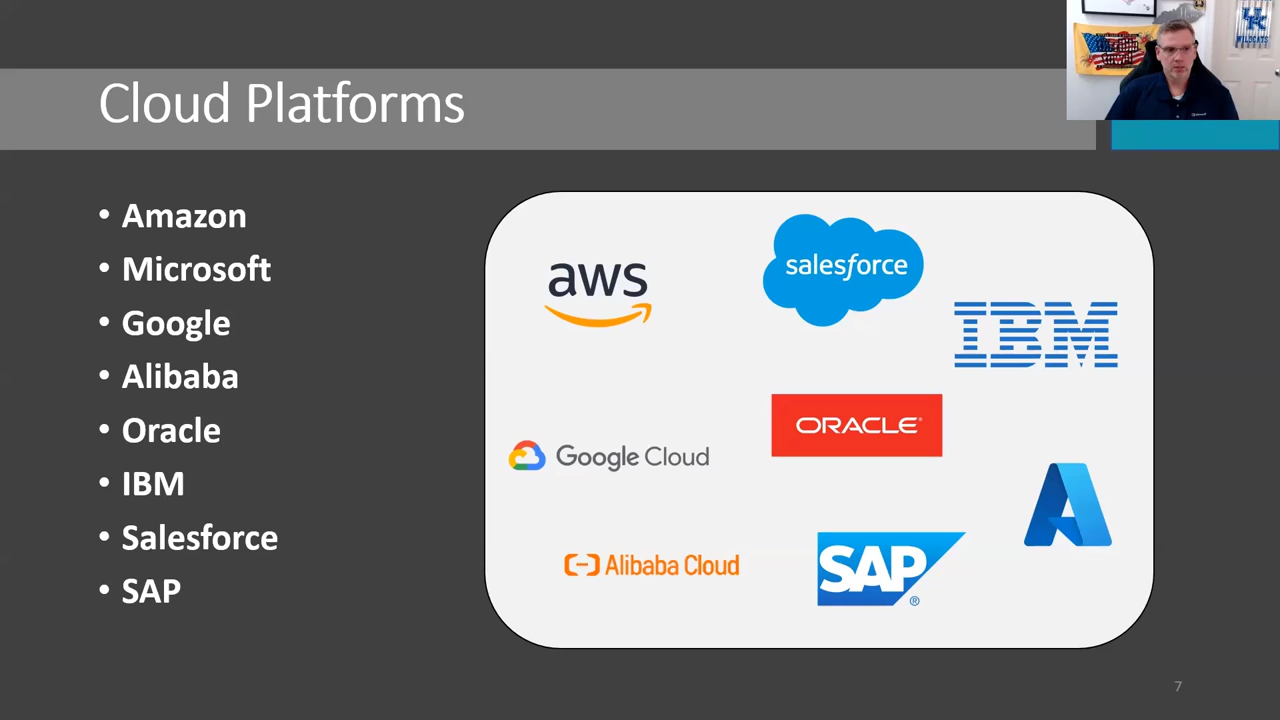 Cloud Platforms
WILDCATS
• Amazon
• Microsoft
• Google
• Alibaba
• Oracle
• IBM
• Salesforce
• SAP
aws
salesforce
IBM
ORACLE®
Google Cloud
Alibaba Cloud
SAP®
7